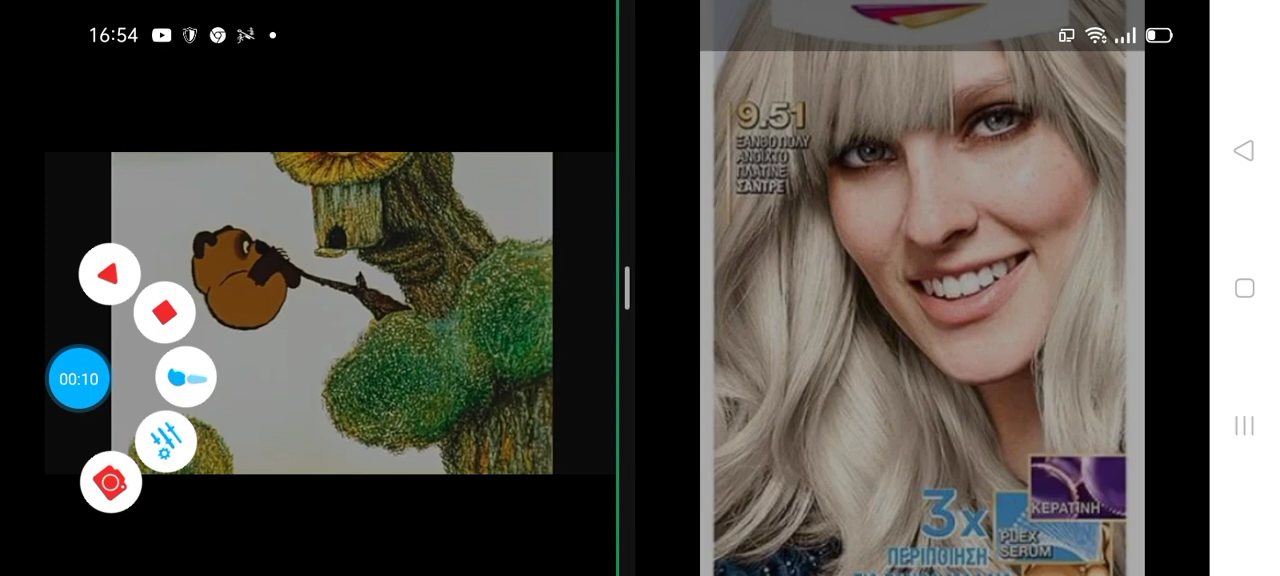 16:54
00:10
9.51
ΞΑΝΘΟ ΠΟΛΥ
ΑΝΟΙΧΤΟ
ΠΛΑΤΙΝΕ
ΣΑΝΤΡΕ
3x
ΠΕΡΙΠΟΙΗΣΗ
ΚΕΡΑΤΙΝΗ
PLEX
SERUM